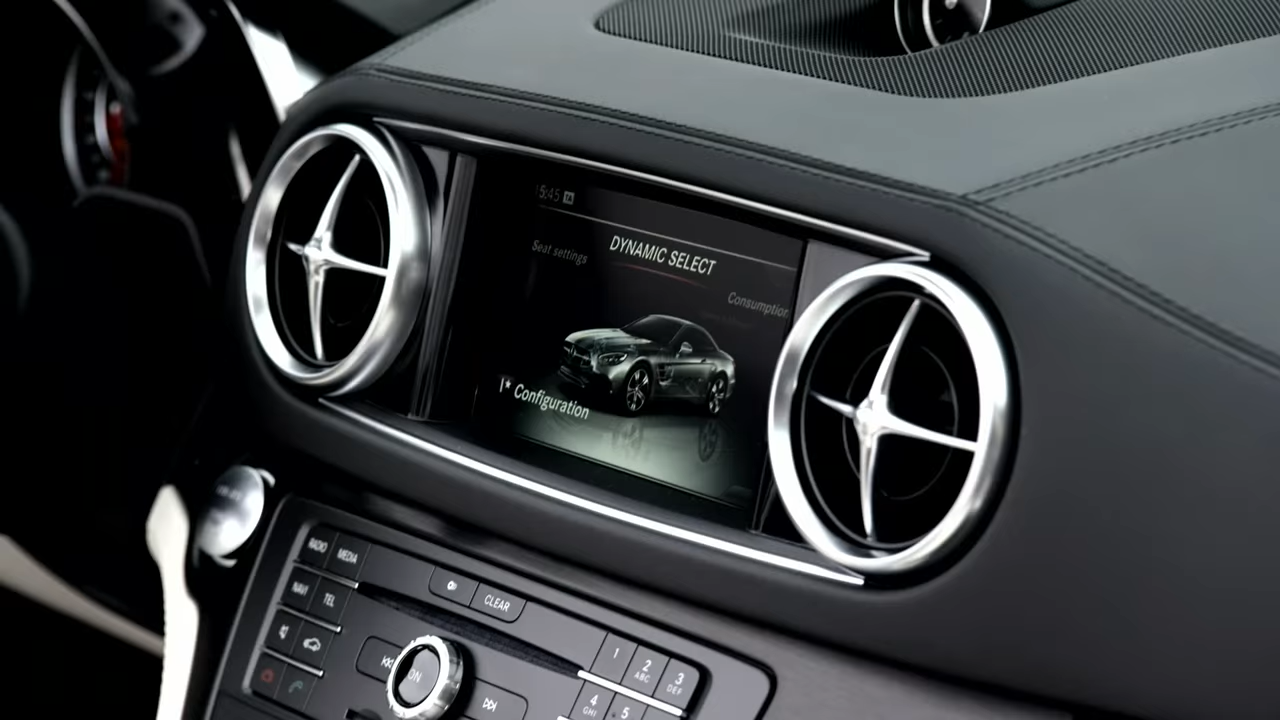 15:45 TA
Seat settings
DYNAMIC SELECT
Consumption
I* Configuration
RADIO
MEDIA
CLEAR
NAVI
TEL
ON
1
2
ABC
3
DEF
4
GHI
5